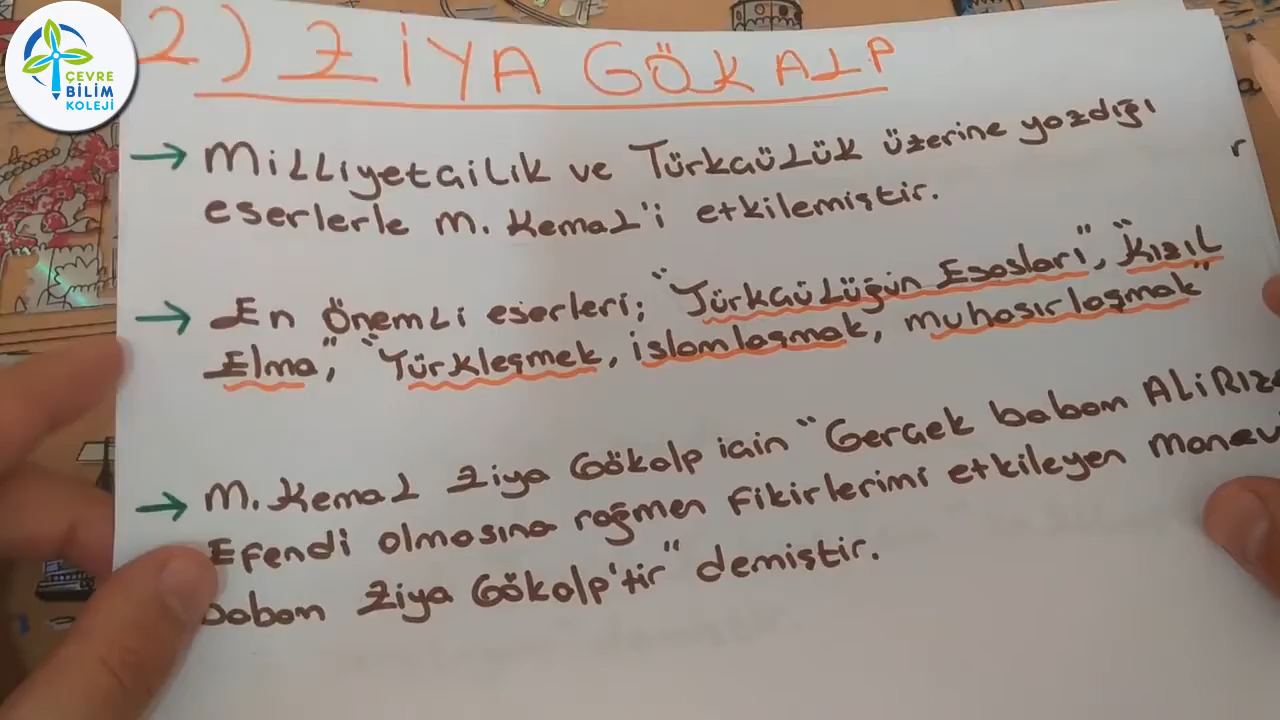 ÇEVRE
BİLİM
KOLEJİ
2) ZİYA GÖKALP
→ Milliyetçilik ve Türkçülük üzerine yazdığı
eserlerle M. Kemal'i etkilemiştir.
→ En önemli eserleri; "Türkçülüğün Esasları", "Kızıl
Elma", "Türkleşmek, islamlaşmak, muhasırlaşmak"
→ M. Kemal Ziya Gökalp için "Gerçek babam Ali Rıza
Efendi olmasına rağmen fikirlerimi etkileyen manevi
babam Ziya Gökalp'tir" demiştir.
r